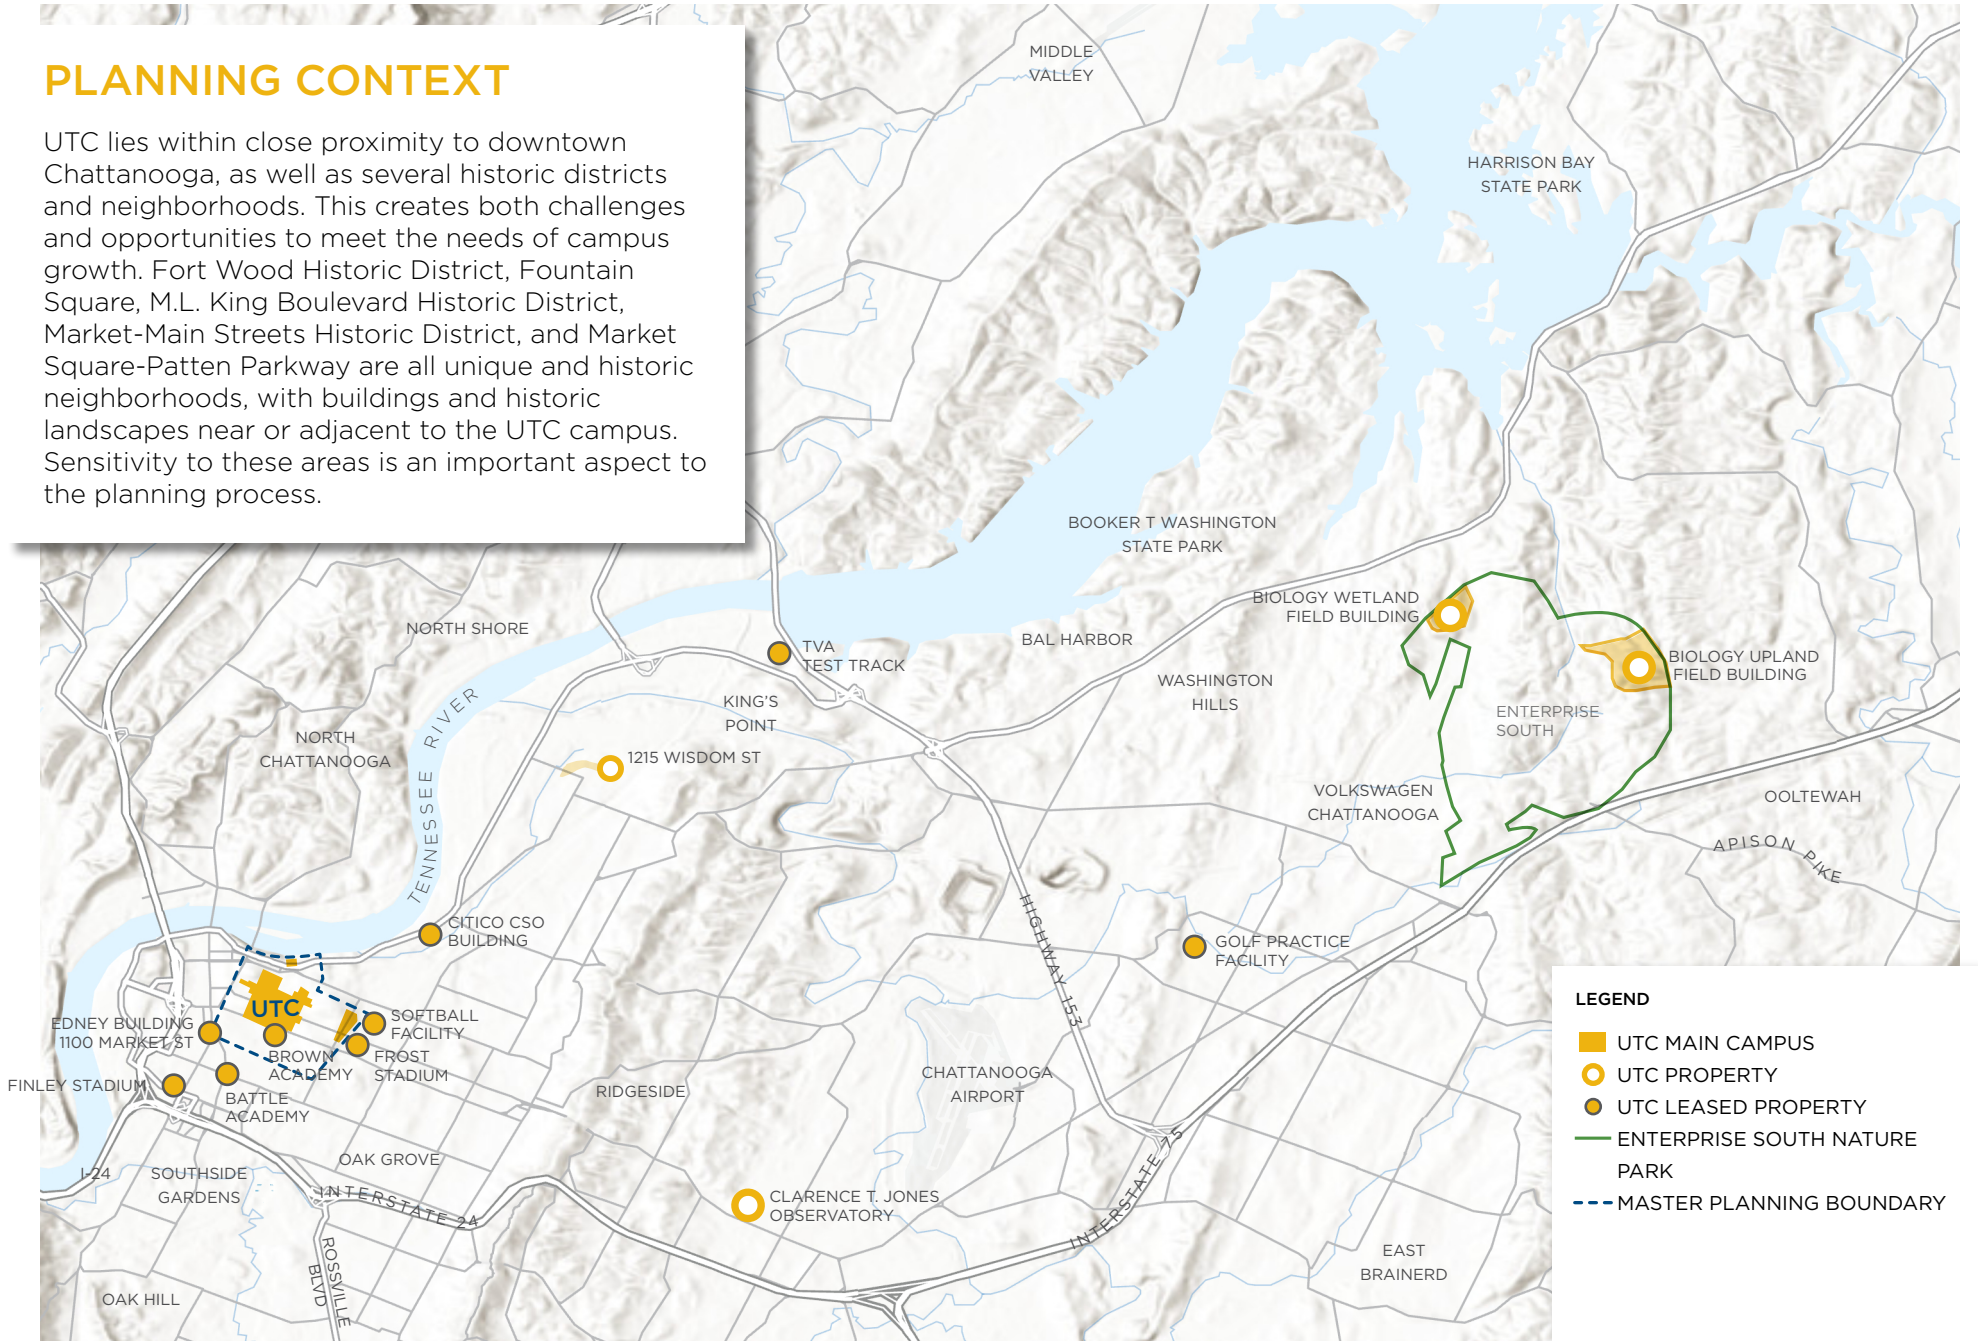 PLANNING CONTEXT
UTC lies within close proximity to downtown
Chattanooga, as well as several historic districts
and neighborhoods. This creates both challenges
and opportunities to meet the needs of campus
growth. Fort Wood Historic District, Fountain
Square, M.L. King Boulevard Historic District,
Market-Main Streets Historic District, and Market
Square-Patten Parkway are all unique and historic
neighborhoods, with buildings and historic
landscapes near or adjacent to the UTC campus.
Sensitivity to these areas is an important aspect to
the planning process.
MIDDLE
VALLEY
HARRISON BAY
STATE PARK
BOOKER T WASHINGTON
STATE PARK
BIOLOGY WETLAND
FIELD BUILDING
NORTH SHORE
BAL HARBOR
TVA
TEST TRACK
BIOLOGY UPLAND
FIELD BUILDING
WASHINGTON
HILLS
KING'S
POINT
ENTERPRISE
SOUTH
TENNESSEE RIVER
NORTH
CHATTANOOGA
1215 WISDOM ST
VOLKSWAGEN
CHATTANOOGA
OOLTEWAH
APISON PIKE
CITICO CSO
BUILDING
HIGHWAY 153
GOLF PRACTICE
FACILITY
UTC
EDNEY BUILDING
1100 MARKET ST
SOFTBALL
FACILITY
BROWN
ACADEMY
FROST
STADIUM
FINLEY STADIUM
BATTLE
ACADEMY
RIDGESIDE
CHATTANOOGA
AIRPORT
OAK GROVE
I-24
SOUTHSIDE
GARDENS
INTERSTATE 24
INTERSTATE 75
CLARENCE T. JONES
OBSERVATORY
ROSSVILLE
BLVD
EAST
BRAINERD
OAK HILL
LEGEND
UTC MAIN CAMPUS
UTC PROPERTY
UTC LEASED PROPERTY
ENTERPRISE SOUTH NATURE
PARK
MASTER PLANNING BOUNDARY